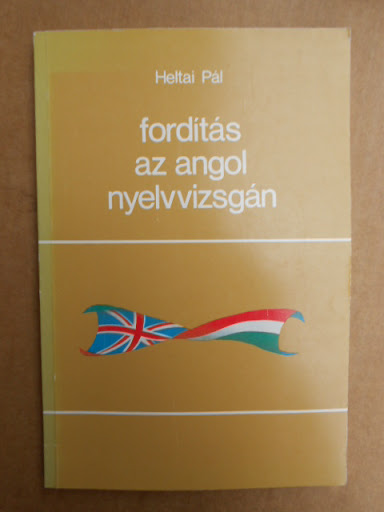 Heltai Pál
fordítás
az angol
nyelvvizsgán